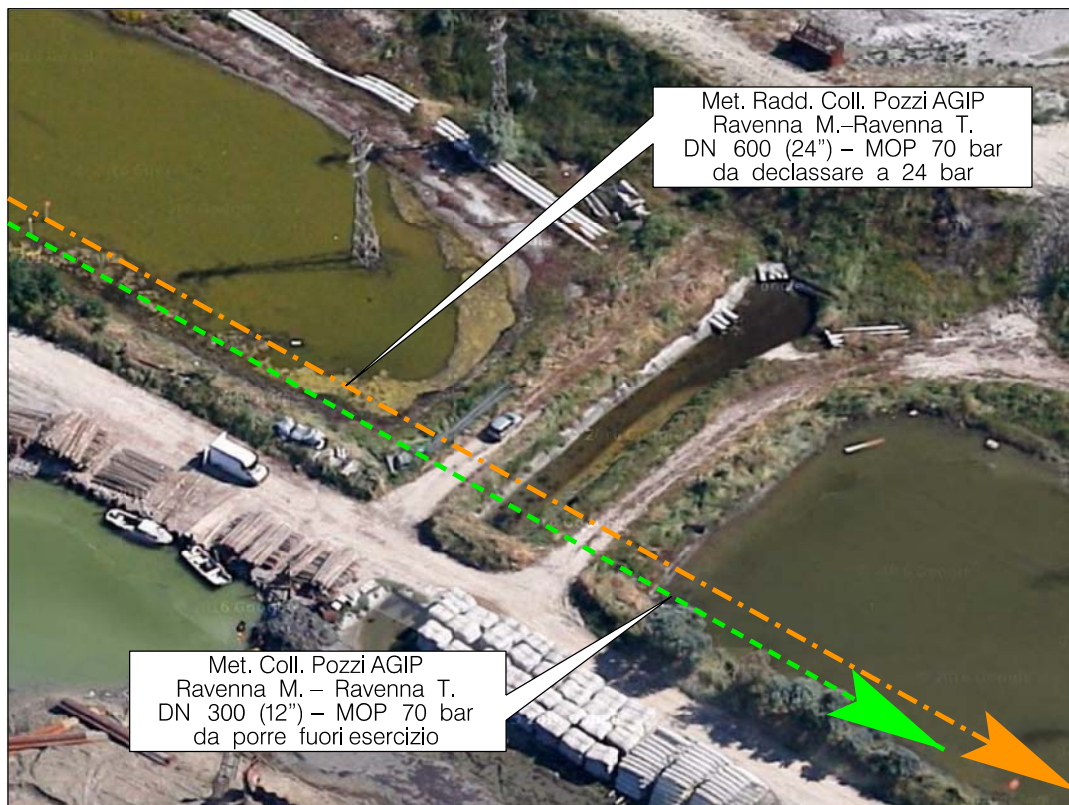 Met. Radd. Coll. Pozzi AGIP
Ravenna M.–Ravenna T.
DN 600 (24") – MOP 70 bar
da declassare a 24 bar
Met. Coll. Pozzi AGIP
Ravenna M. – Ravenna T.
DN 300 (12") – MOP 70 bar
da porre fuori esercizio